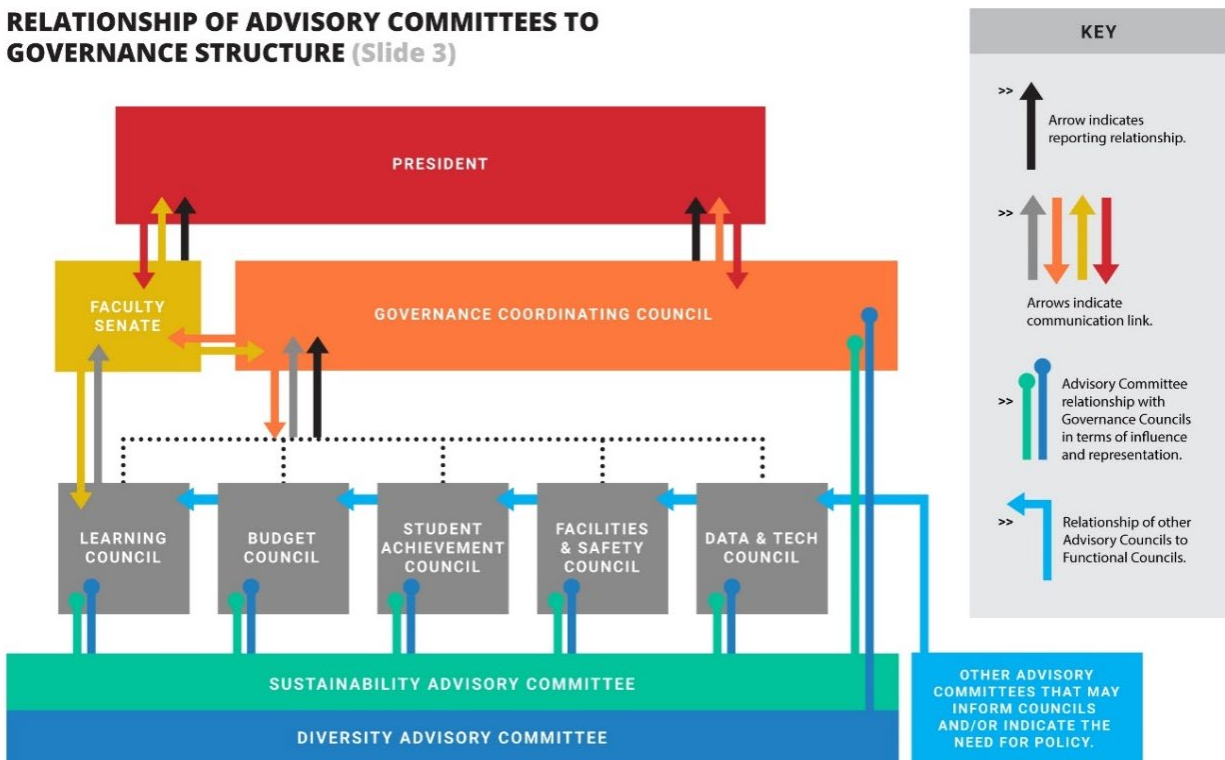 RELATIONSHIP OF ADVISORY COMMITTEES TO
GOVERNANCE STRUCTURE (Slide 3)
PRESIDENT
FACULTY
SENATE
GOVERNANCE COORDINATING COUNCIL
LEARNING
COUNCIL
BUDGET
COUNCIL
STUDENT
ACHIEVEMENT
COUNCIL
FACILITIES
& SAFETY
COUNCIL
DATA & TECH
COUNCIL
SUSTAINABILITY ADVISORY COMMITTEE
DIVERSITY ADVISORY COMMITTEE
OTHER ADVISORY
COMMITTEES THAT MAY
INFORM COUNCILS
AND/OR INDICATE THE
NEED FOR POLICY.
KEY
>>
Arrow indicates
reporting relationship.
>>
Arrows indicate
communication link.
>>
Advisory Committee
relationship with
Governance Councils
in terms of influence
and representation.
>>
Relationship of other
Advisory Councils to
Functional Councils.